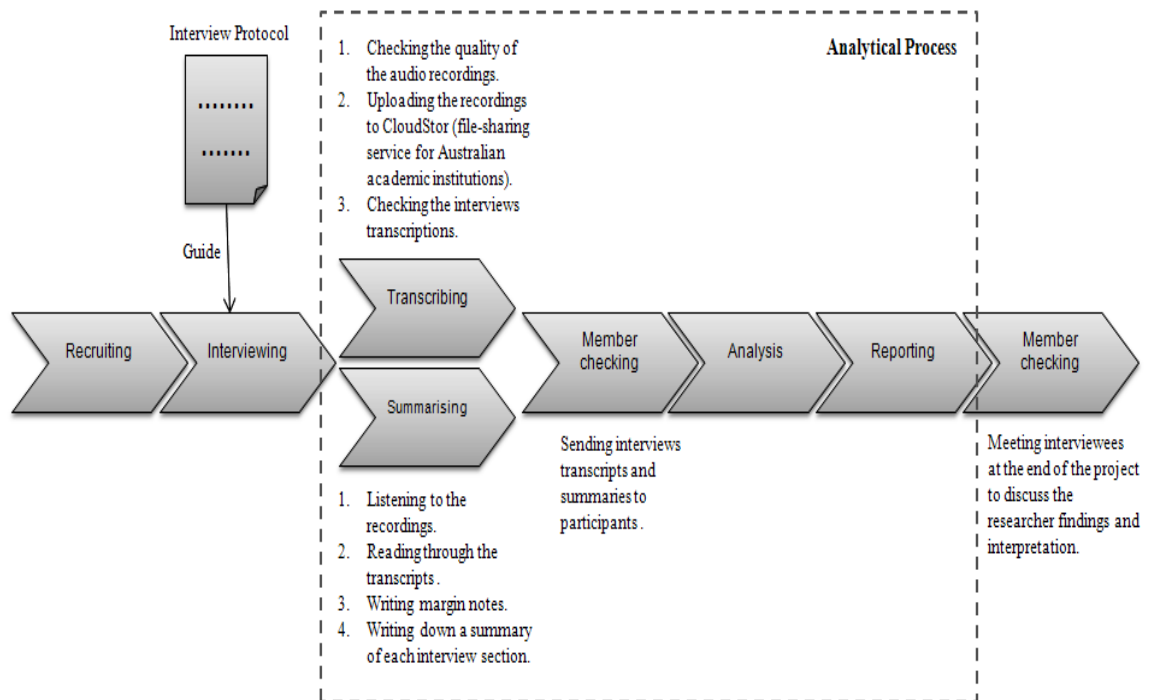 Interview Protocol
Guide
Analytical Process
1. Checking the quality of
the audio recordings.
2. Uploading the recordings
to CloudStor (file-sharing
service for Australian
academic institutions).
3. Checking the interviews
transcriptions.
Recruiting
Interviewing
Transcribing
Summarising
Member
checking
Analysis
Reporting
Member
checking
1. Listening to the
recordings.
2. Reading through the
transcripts.
3. Writing margin notes.
4. Writing down a summary
of each interview section.
Sending interviews
transcripts and
summaries to
participants.
Meeting interviewees
at the end of the project
to discuss the
researcher findings and
interpretation.